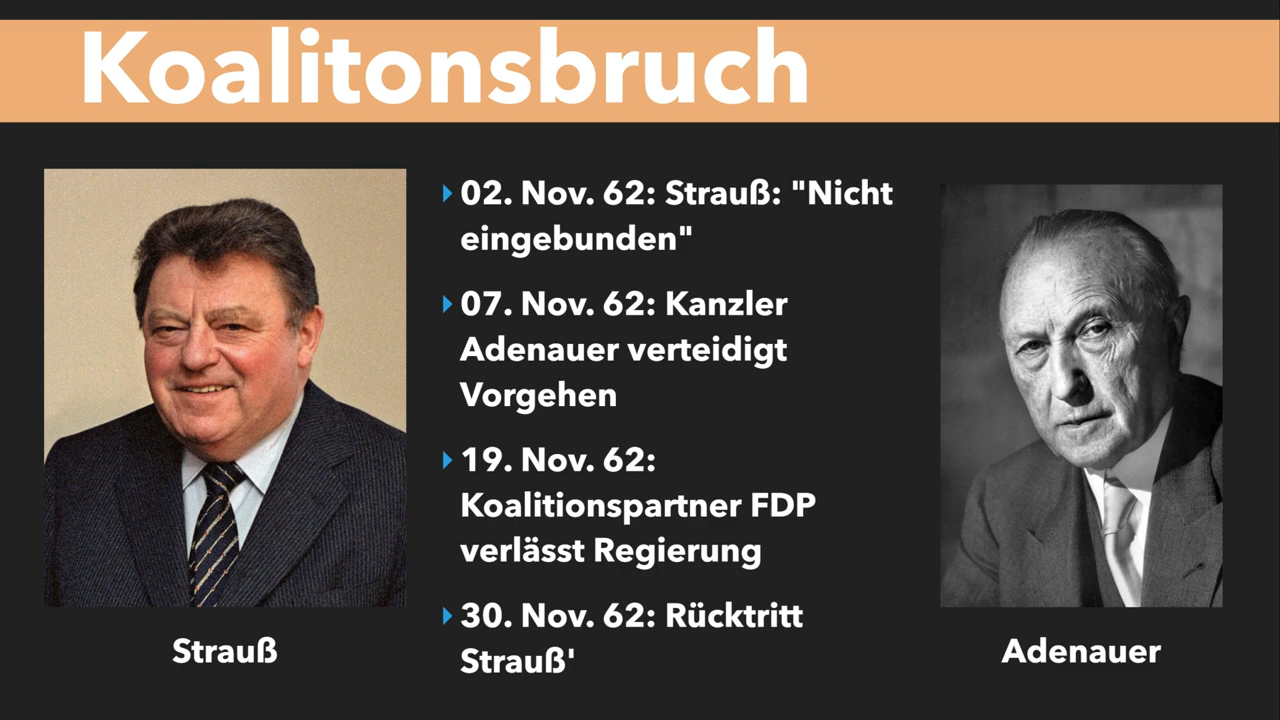 Koalitonsbruch
02. Nov. 62: Strauß: "Nicht
eingebunden"
07. Nov. 62: Kanzler
Adenauer verteidigt
Vorgehen
19. Nov. 62:
Koalitionspartner FDP
verlässt Regierung
30. Nov. 62: Rücktritt
Strauß'
Strauß
Adenauer